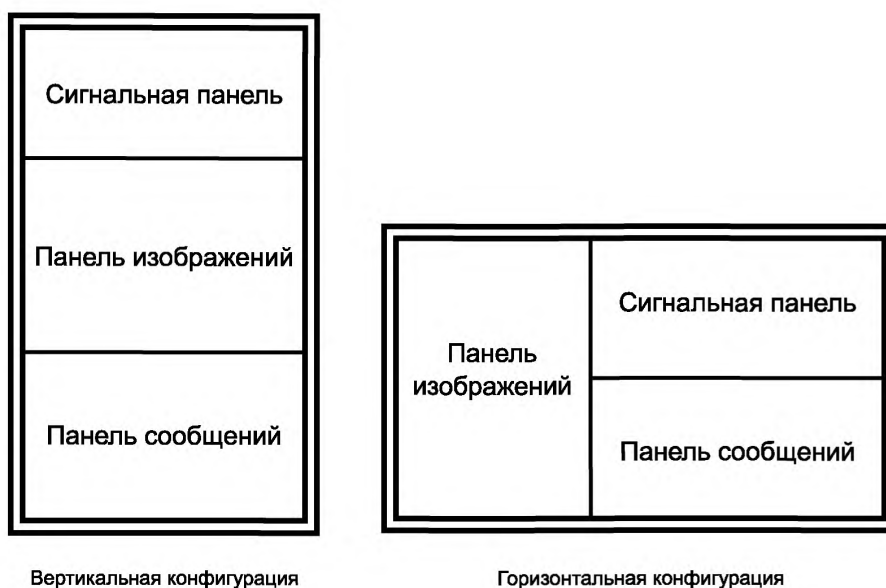 Сигнальная панель
Панель изображений
Панель сообщений
Вертикальная конфигурация
Панель
изображений
Сигнальная панель
Панель сообщений
Горизонтальная конфигурация